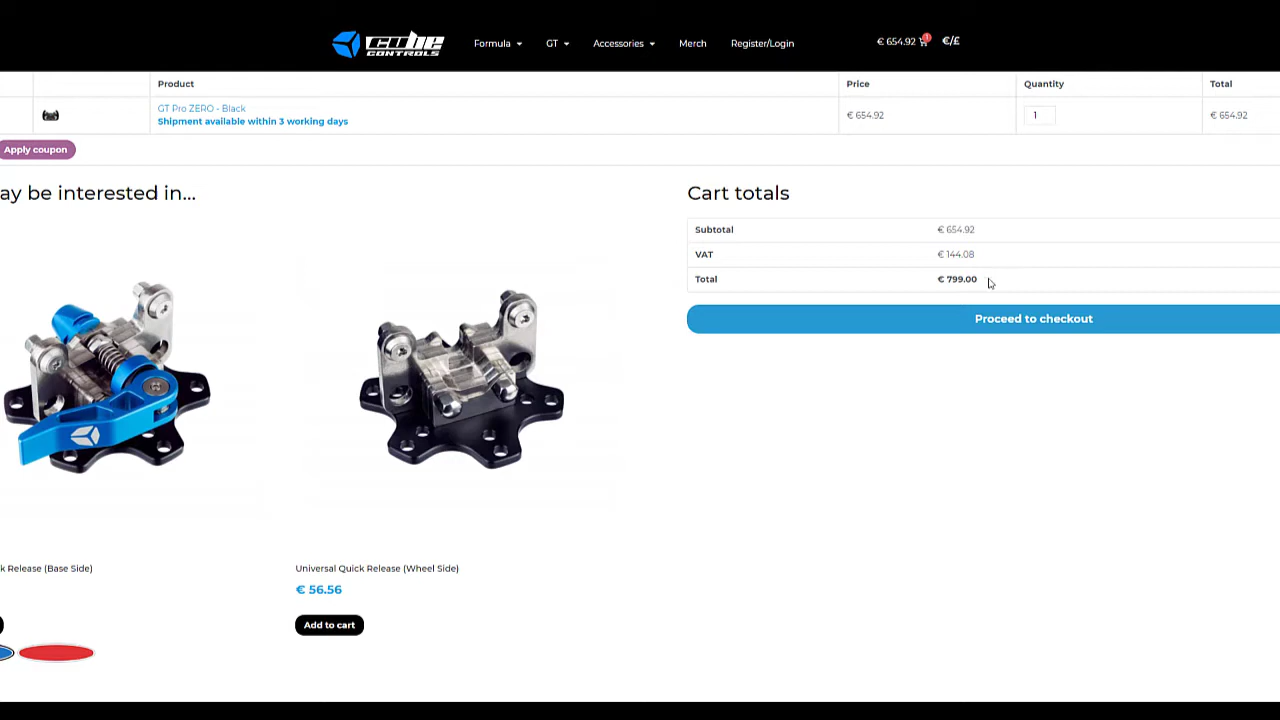 CUBE
CONTROLS
Formula GT Accessories Merch Register/Login € 654.92 1 €/£
Product Price Quantity Total
GT Pro ZERO - Black
Shipment available within 3 working days
€ 654.92 1 € 654.92
Apply coupon
ay be interested in...
Cart totals
Subtotal € 654.92
VAT € 144.08
Total € 799.00
Proceed to checkout
k Release (Base Side)
Universal Quick Release (Wheel Side)
€ 56.56
Add to cart